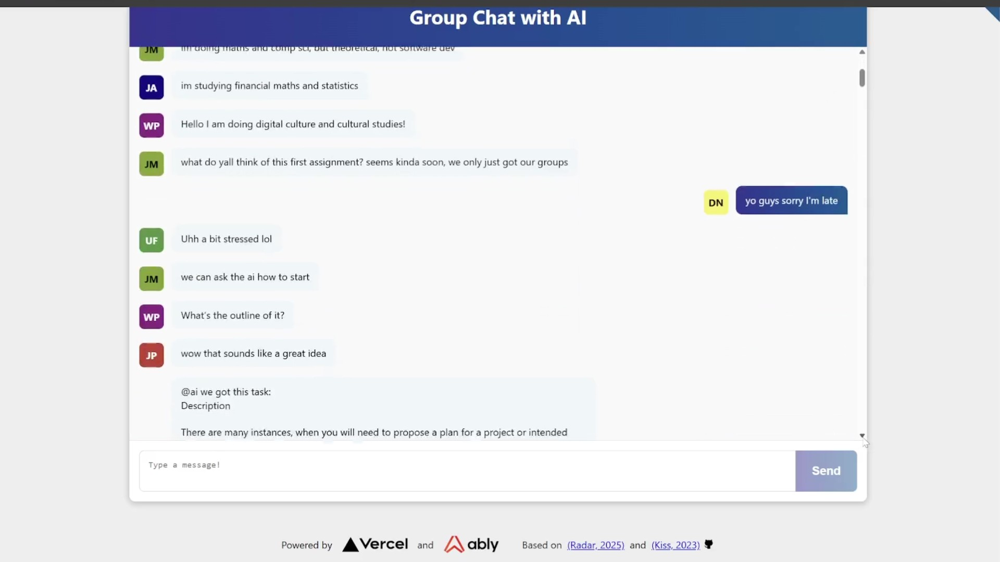 Group Chat with AI
JM
im doing maths and comp sci, but theoretical, not software dev
JA
im studying financial maths and statistics
WP
Hello I am doing digital culture and cultural studies!
JM
what do yall think of this first assignment? seems kinda soon, we only just got our groups
DN
yo guys sorry I'm late
UF
Uhh a bit stressed lol
JM
we can ask the ai how to start
WP
What's the outline of it?
JP
wow that sounds like a great idea
@ai we got this task:
Description
There are many instances, when you will need to propose a plan for a project or intended
Type a message!
Send
Powered by Vercel and ably Based on (Radar, 2025) and (Kiss, 2023)